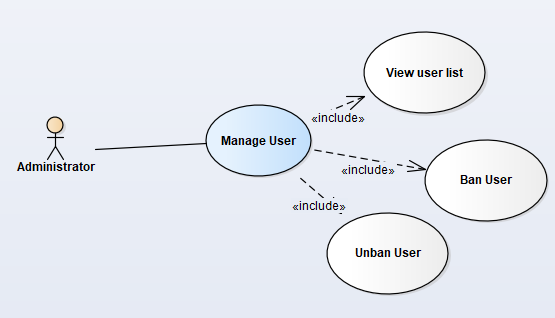 View user list
«include»
Manage User
Administrator
«include»
Ban User
«include»
Unban User